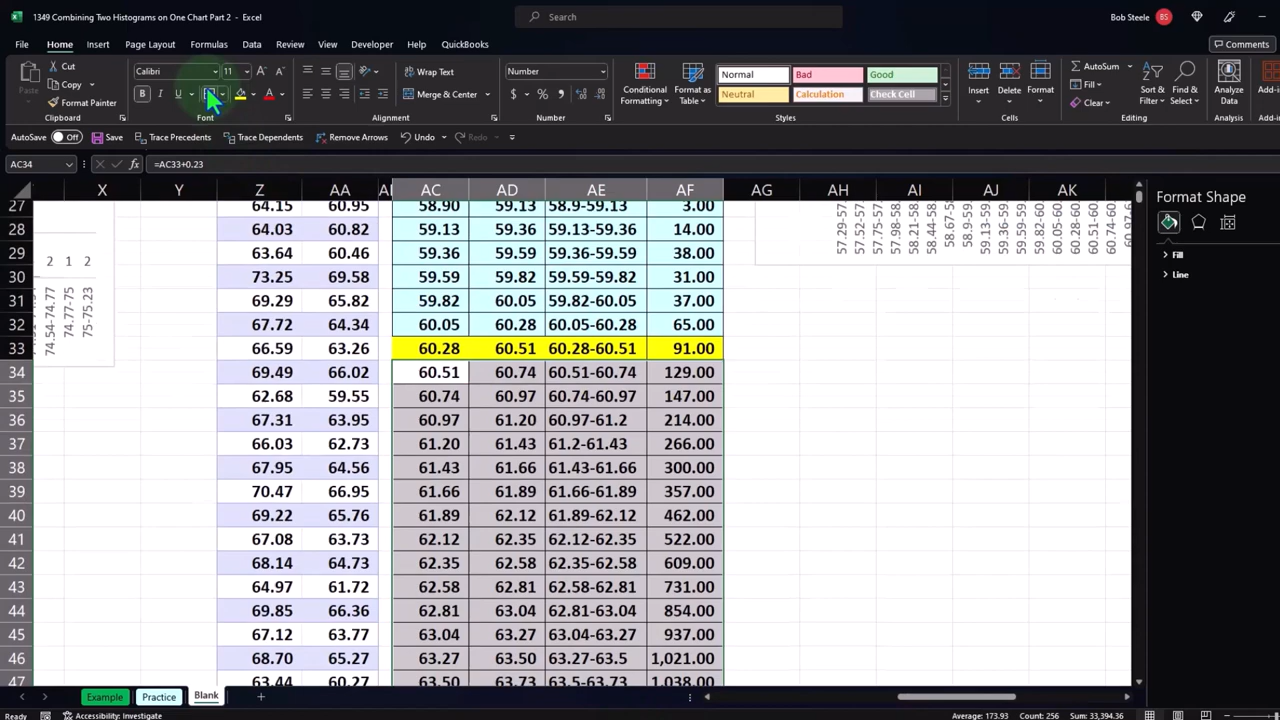 1349 Combining Two Histograms on One Chart Part 2 - Excel
Search
Bob Steele BS
File Home Insert Page Layout Formulas Data Review View Developer Help QuickBooks Comments
Paste Cut Copy Format Painter Clipboard
Calibri 11 B I U Font
Wrap Text Merge & Center Alignment
Number $ % Number
Conditional Formatting
Normal Bad Good
Neutral Calculation Check Cell
Styles
Insert Delete Format Cells
AutoSum Fill Clear Sort & Filter Find & Select Editing
Analyze Data Analysis
AutoSave Off Save Trace Precedents Trace Dependents Remove Arrows Undo Redo
AC34 fx =AC33+0.23
X Y Z AA AC AD AE AF AG AH AI AJ AK
27 64.15 60.95 58.90 59.13 58.9-59.13 3.00
28 64.03 60.82 59.13 59.36 59.13-59.36 14.00
29 63.64 60.46 59.36 59.59 59.36-59.59 38.00
30 73.25 69.58 59.59 59.82 59.59-59.82 31.00
31 69.29 65.82 59.82 60.05 59.82-60.05 37.00
32 67.72 64.34 60.05 60.28 60.05-60.28 65.00
33 66.59 63.26 60.28 60.51 60.28-60.51 91.00
34 69.49 66.02 60.51 60.74 60.51-60.74 129.00
35 62.68 59.55 60.74 60.97 60.74-60.97 147.00
36 67.31 63.95 60.97 61.20 60.97-61.2 214.00
37 66.03 62.73 61.20 61.43 61.2-61.43 266.00
38 67.95 64.56 61.43 61.66 61.43-61.66 300.00
39 70.47 66.95 61.66 61.89 61.66-61.89 357.00
40 69.22 65.76 61.89 62.12 61.89-62.12 462.00
41 67.08 63.73 62.12 62.35 62.12-62.35 522.00
42 68.14 64.73 62.35 62.58 62.35-62.58 609.00
43 64.97 61.72 62.58 62.81 62.58-62.81 731.00
44 69.85 66.36 62.81 63.04 62.81-63.04 854.00
45 67.12 63.77 63.04 63.27 63.04-63.27 937.00
46 68.70 65.27 63.27 63.50 63.27-63.5 1,021.00
47 63.44 60.27 63.50 63.73 63.5-63.73 1,038.00
2 1 2
74.54-74.77
74.77-75
75-75.23
Format Shape
Fill
Line
Example Practice Blank
Ready Accessibility: Investigate Average: 173.93 Count: 256 Sum: 33,394.36